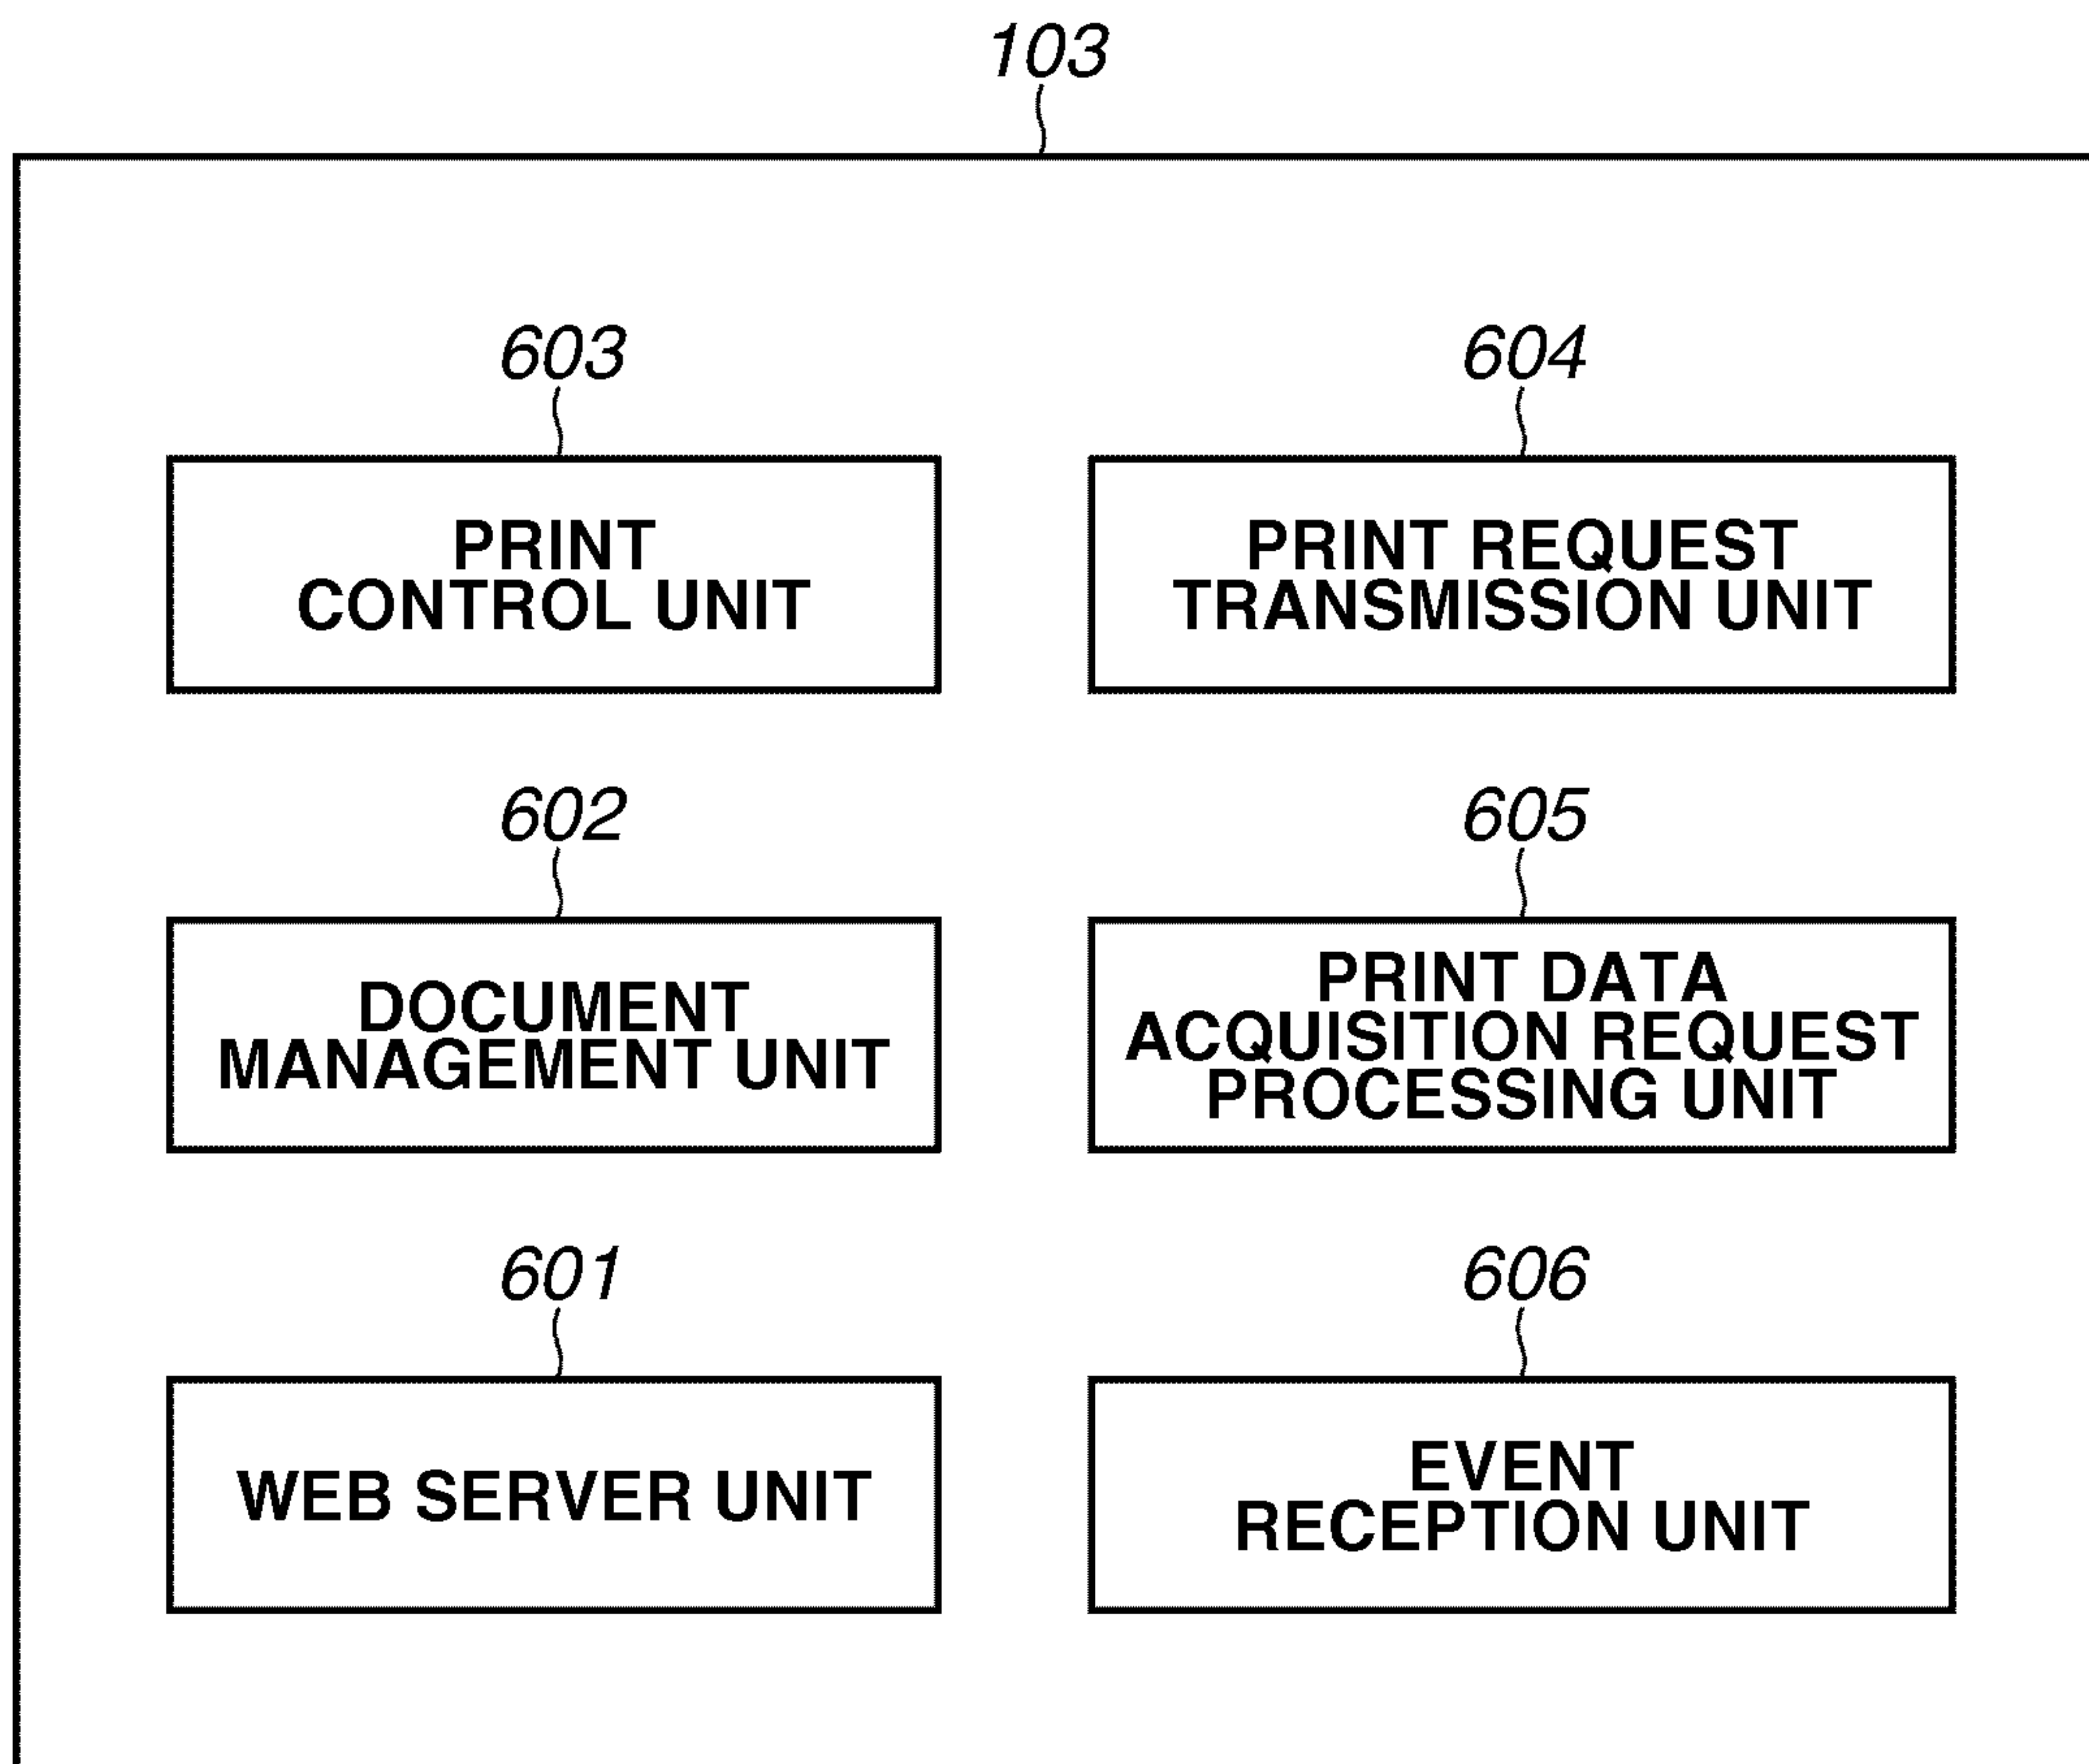 103
603
PRINT
CONTROL UNIT
604
PRINT REQUEST
TRANSMISSION UNIT
602
DOCUMENT
MANAGEMENT UNIT
605
PRINT DATA
ACQUISITION REQUEST
PROCESSING UNIT
601
WEB SERVER UNIT
606
EVENT
RECEPTION UNIT